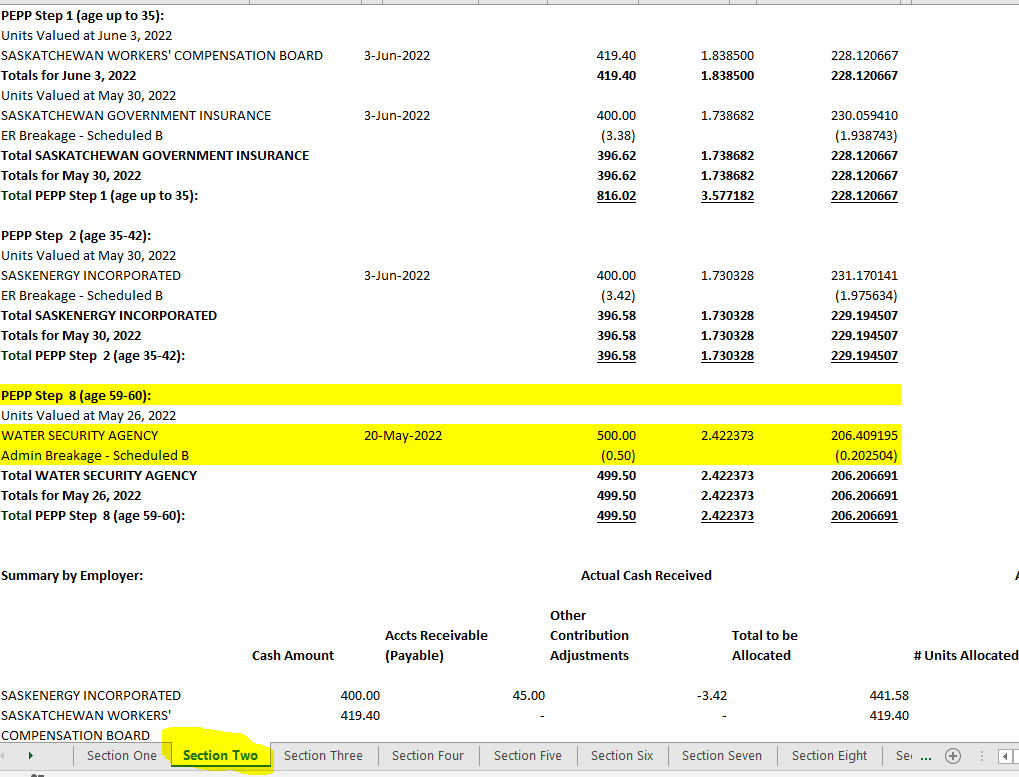 PEPP Step 1 (age up to 35):
Units Valued at June 3, 2022
SASKATCHEWAN WORKERS' COMPENSATION BOARD 3-Jun-2022 419.40 1.838500 228.120667
Totals for June 3, 2022 419.40 1.838500 228.120667
Units Valued at May 30, 2022
SASKATCHEWAN GOVERNMENT INSURANCE 3-Jun-2022 400.00 1.738682 230.059410
ER Breakage - Scheduled B (3.38) (1.938743)
Total SASKATCHEWAN GOVERNMENT INSURANCE 396.62 1.738682 228.120667
Totals for May 30, 2022 396.62 1.738682 228.120667
Total PEPP Step 1 (age up to 35): 816.02 3.577182 228.120667
PEPP Step 2 (age 35-42):
Units Valued at May 30, 2022
SASKENERGY INCORPORATED 3-Jun-2022 400.00 1.730328 231.170141
ER Breakage - Scheduled B (3.42) (1.975634)
Total SASKENERGY INCORPORATED 396.58 1.730328 229.194507
Totals for May 30, 2022 396.58 1.730328 229.194507
Total PEPP Step 2 (age 35-42): 396.58 1.730328 229.194507
PEPP Step 8 (age 59-60):
Units Valued at May 26, 2022
WATER SECURITY AGENCY 20-May-2022 500.00 2.422373 206.409195
Admin Breakage - Scheduled B (0.50) (0.202504)
Total WATER SECURITY AGENCY 499.50 2.422373 206.206691
Totals for May 26, 2022 499.50 2.422373 206.206691
Total PEPP Step 8 (age 59-60): 499.50 2.422373 206.206691
Summary by Employer: Actual Cash Received
Other
Accts Receivable Contribution Total to be
Cash Amount (Payable) Adjustments Allocated # Units Allocated
SASKENERGY INCORPORATED 400.00 45.00 -3.42 441.58
SASKATCHEWAN WORKERS' 419.40 - - 419.40
COMPENSATION BOARD
Section One Section Two Section Three Section Four Section Five Section Six Section Seven Section Eight Se ...